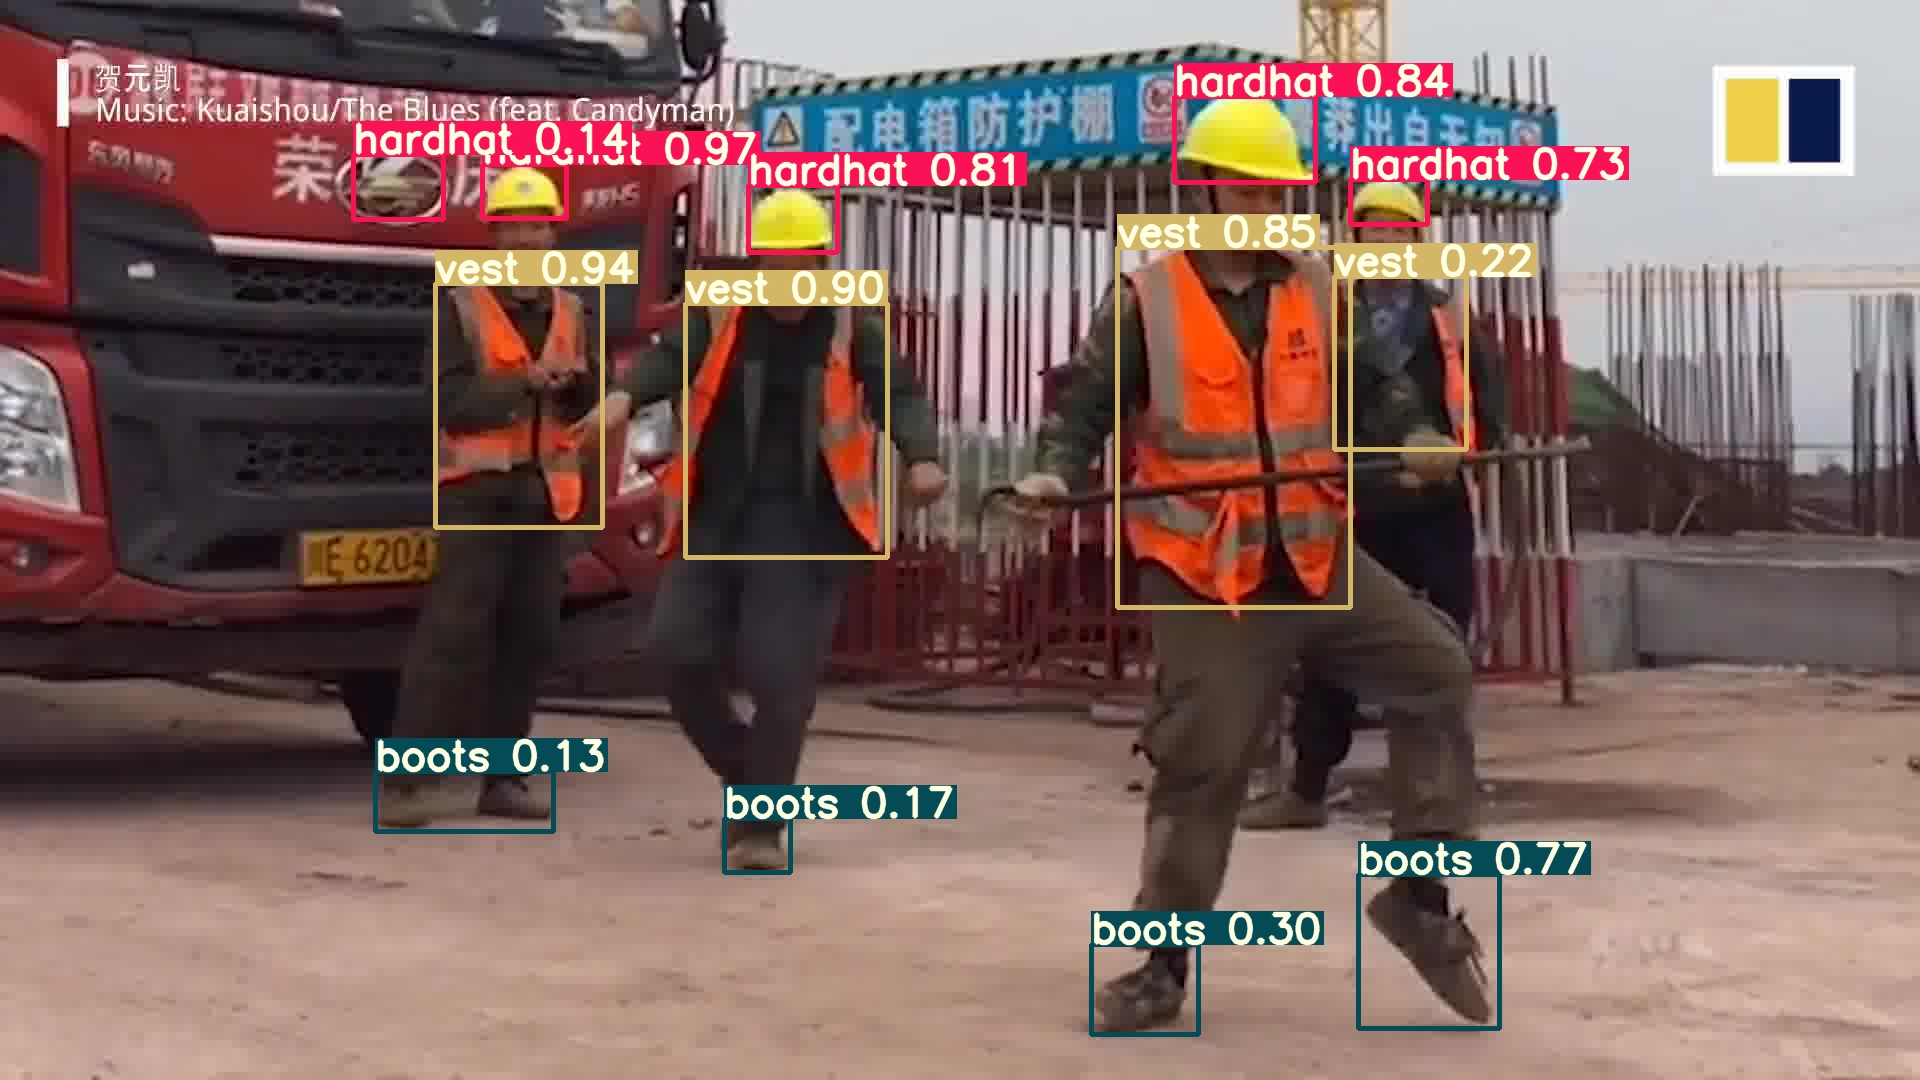 贺元凯
Music: Kuaishou/The Blues (feat. Candyman)
hardhat 0.84
配电箱防护棚
hardhat 0.14
hardhat 0.97
hardhat 0.81
hardhat 0.73
荣
vest 0.85
vest 0.94
vest 0.90
vest 0.22
E 6204
boots 0.13
boots 0.17
boots 0.77
boots 0.30